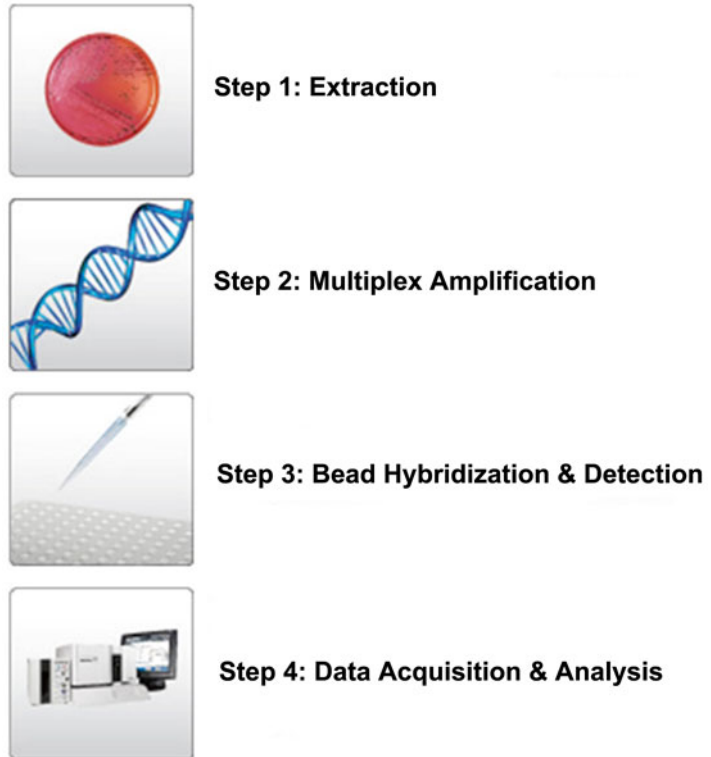 Step 1: Extraction
Step 2: Multiplex Amplification
Step 3: Bead Hybridization & Detection
Step 4: Data Acquisition & Analysis